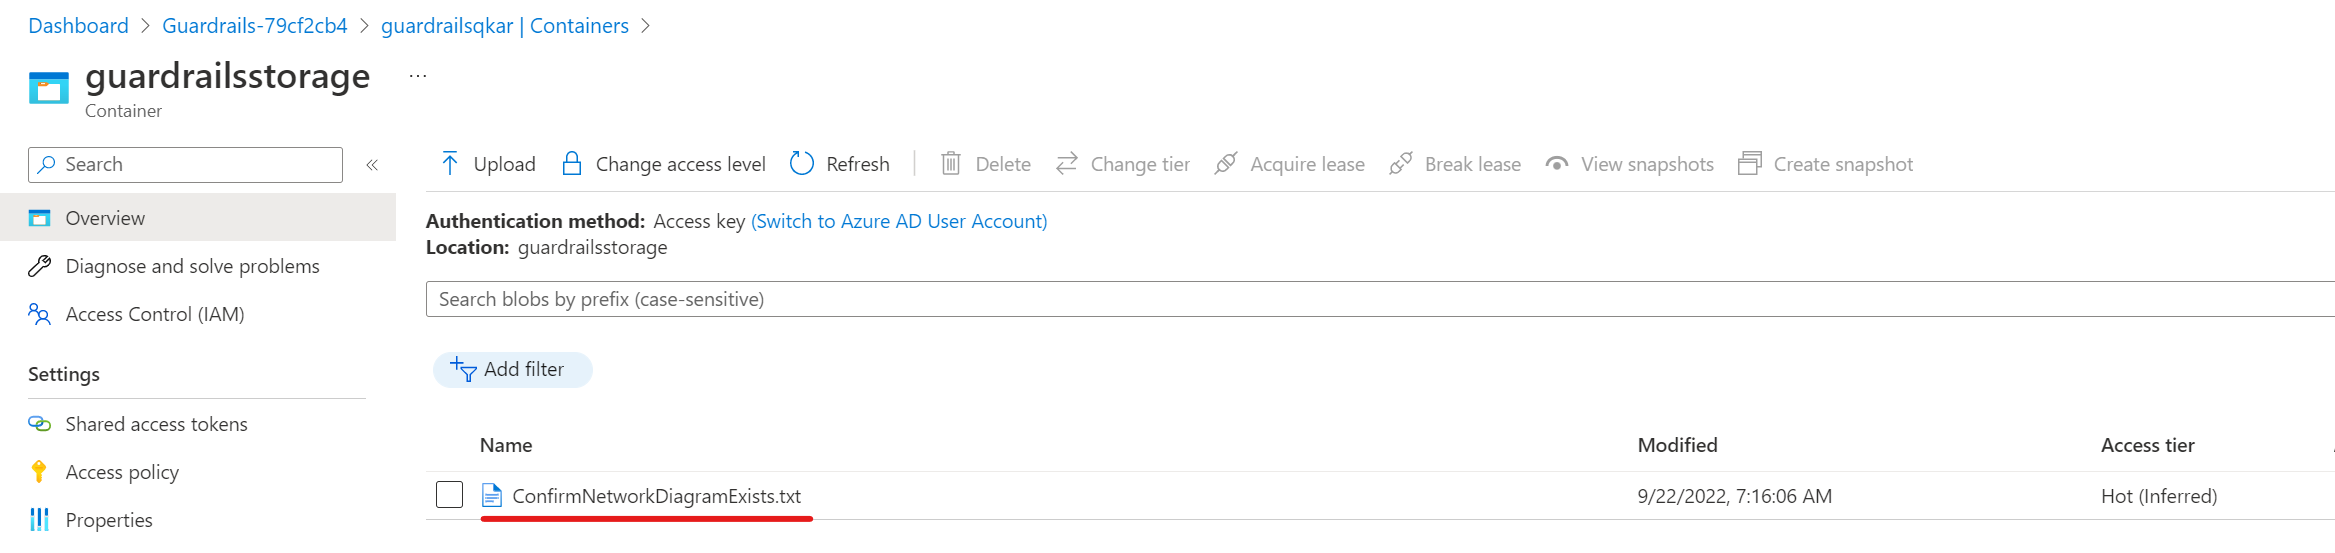 Dashboard > Guardrails-79cf2cb4 > guardrailsqkar | Containers >
guardrailsstorage ...
Container
Search «
Upload Change access level Refresh Delete Change tier Acquire lease Break lease View snapshots Create snapshot
Overview
Diagnose and solve problems
Access Control (IAM)
Settings
Shared access tokens
Access policy
Properties
Authentication method: Access key (Switch to Azure AD User Account)
Location: guardrailsstorage
Search blobs by prefix (case-sensitive)
Add filter
Name Modified Access tier
ConfirmNetworkDiagramExists.txt 9/22/2022, 7:16:06 AM Hot (Inferred)